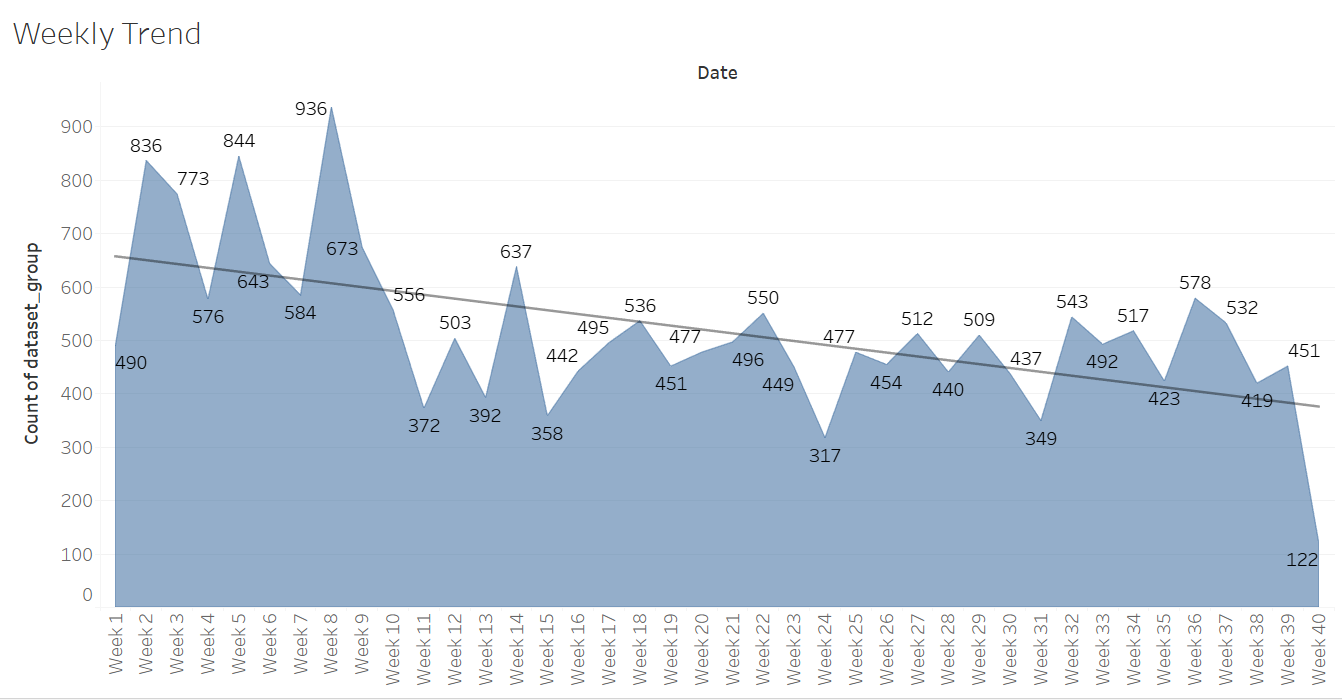 Weekly Trend
Date
Count of dataset_group
900
800
700
600
500
400
300
200
100
0
490
836
773
576
844
643
584
936
673
556
372
503
392
637
358
442
495
536
451
477
496
550
449
317
477
454
512
440
509
437
349
543
492
517
423
578
532
419
451
122
Week 1
Week 2
Week 3
Week 4
Week 5
Week 6
Week 7
Week 8
Week 9
Week 10
Week 11
Week 12
Week 13
Week 14
Week 15
Week 16
Week 17
Week 18
Week 19
Week 20
Week 21
Week 22
Week 23
Week 24
Week 25
Week 26
Week 27
Week 28
Week 29
Week 30
Week 31
Week 32
Week 33
Week 34
Week 35
Week 36
Week 37
Week 38
Week 39
Week 40